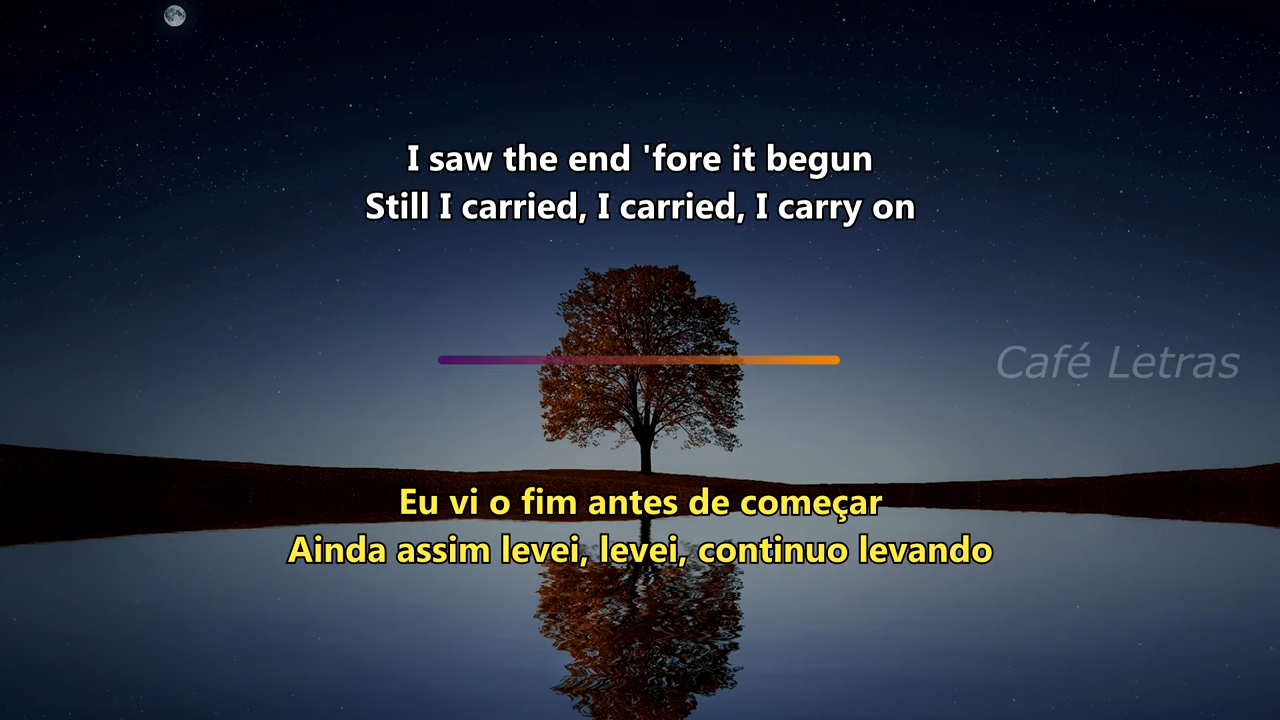 I saw the end 'fore it begun
Still I carried, I carried, I carry on
Café Letras
Eu vi o fim antes de começar
Ainda assim levei, levei, continuo levando